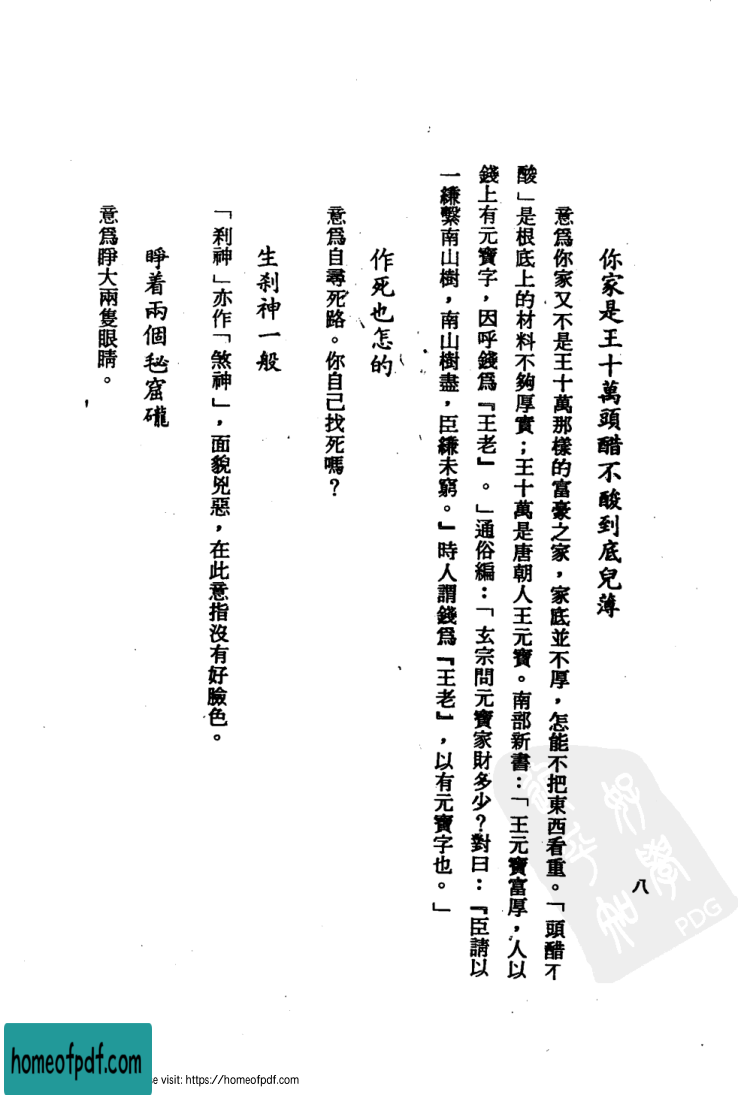 八
你家是王十萬頭醋不酸到底兒薄
意爲你家又不是王十萬那樣的富豪之家，家底並不厚，怎能不把東西看重。「頭醋不
酸」是根底上的材料不夠厚實；王十萬是唐朝人王元寶。南部新書：「王元寶富厚，人以
錢上有元寶字，因呼錢爲『王老』。」通俗編：「玄宗問元寶家財多少？對曰：『臣請以
一縑繫南山樹，南山樹盡，臣縑未窮。』時人謂錢爲『王老』，以有元寶字也。」
作死也怎的
意爲自尋死路。你自己找死嗎？
生刹神一般
「刹神」亦作「煞神」，面貌兇惡，在此意指沒有好臉色。
睜着兩個𣭈窟礲
意爲睜大兩隻眼睛。
PDG
homeofpdf.com
e visit: https://homeofpdf.com